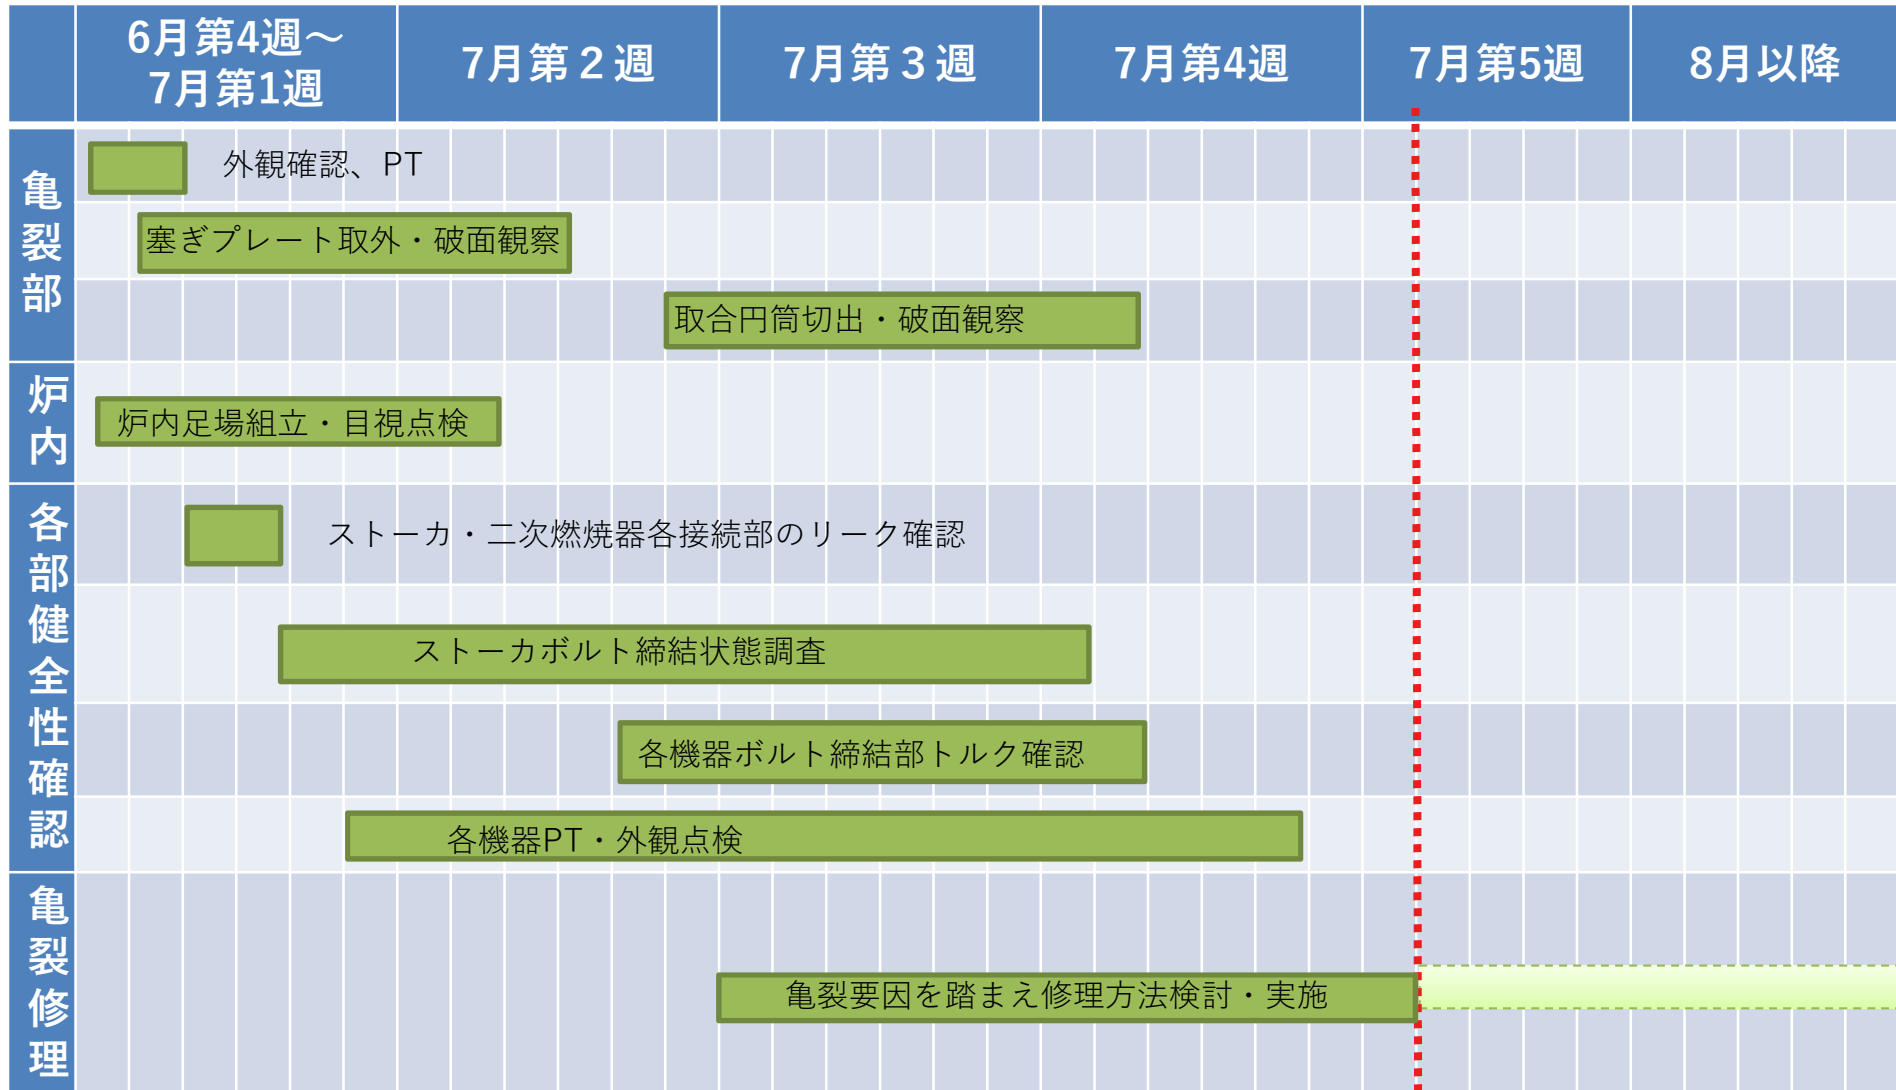 6月第4週～
7月第1週
7月第２週
7月第３週
7月第4週
7月第5週
8月以降
亀裂部
外観確認、PT
塞ぎプレート取外・破面観察
取合円筒切出・破面観察
炉内
炉内足場組立・目視点検
各部健全性確認
ストーカ・二次燃焼器各接続部のリーク確認
ストーカボルト締結状態調査
各機器ボルト締結部トルク確認
各機器PT・外観点検
亀裂修理
亀裂要因を踏まえ修理方法検討・実施